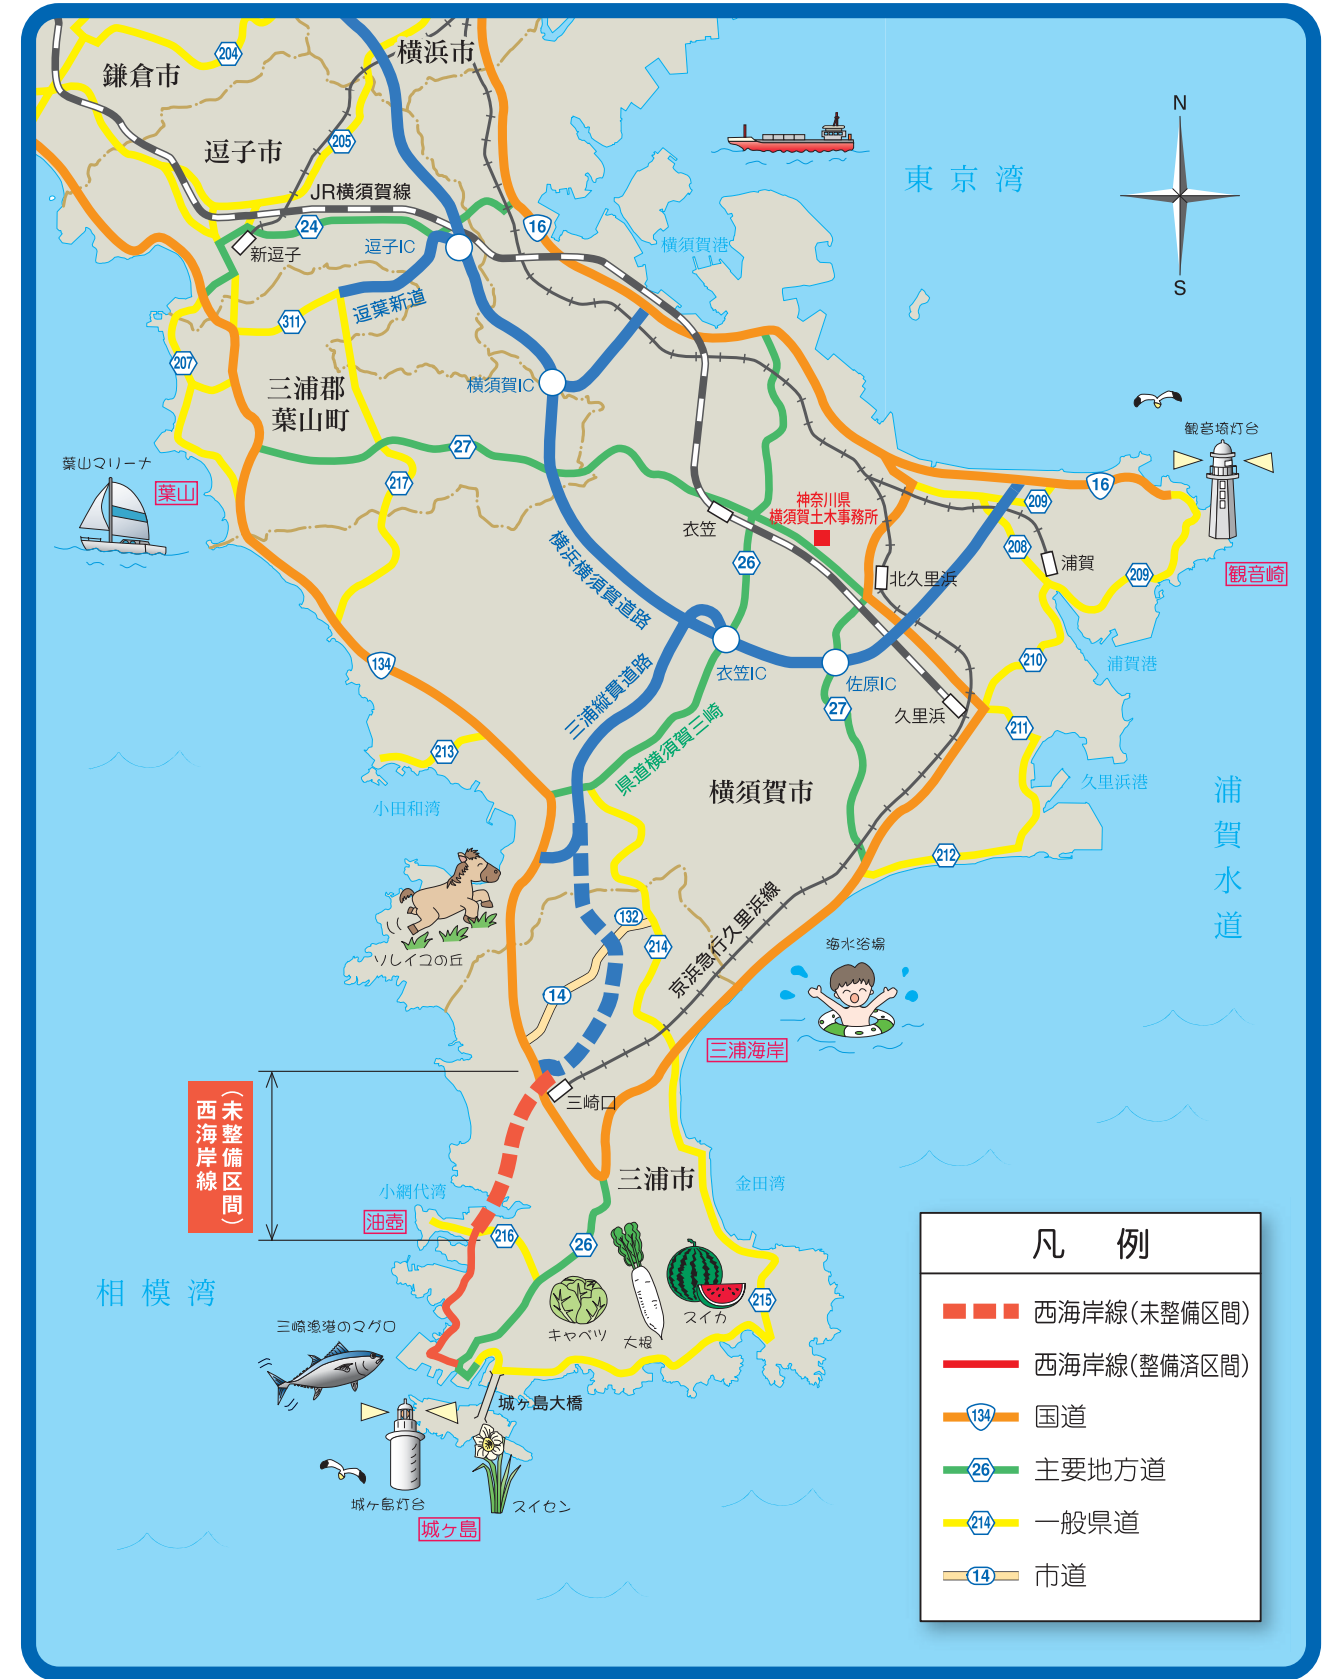 横浜市
鎌倉市
204
逗子市
205
JR横須賀線
24
16
新逗子
逗子IC
横須賀港
東京湾
N
S
逗葉新道
311
207
三浦郡
葉山町
横須賀IC
27
217
葉山マリーナ
葉山
観音埼灯台
観音崎
16
209
208
209
神奈川県
横須賀土木事務所
衣笠
26
北久里浜
浦賀
横浜横須賀道路
134
三浦縦貫道路
衣笠IC
佐原IC
27
210
浦賀港
久里浜
211
213
県道横須賀三崎
横須賀市
久里浜港
浦賀水道
小田和湾
212
ソレイユの丘
132
214
14
京浜急行久里浜線
海水浴場
三浦海岸
西海岸線
(未整備区間)
三崎口
三浦市
金田湾
小網代湾
油壺
216
26
215
キャベツ
大根
スイカ
相模湾
三崎漁港のマグロ
城ヶ島大橋
城ヶ島灯台
スイセン
城ヶ島
凡 例
西海岸線(未整備区間)
西海岸線(整備済区間)
134 国道
26 主要地方道
214 一般県道
14 市道